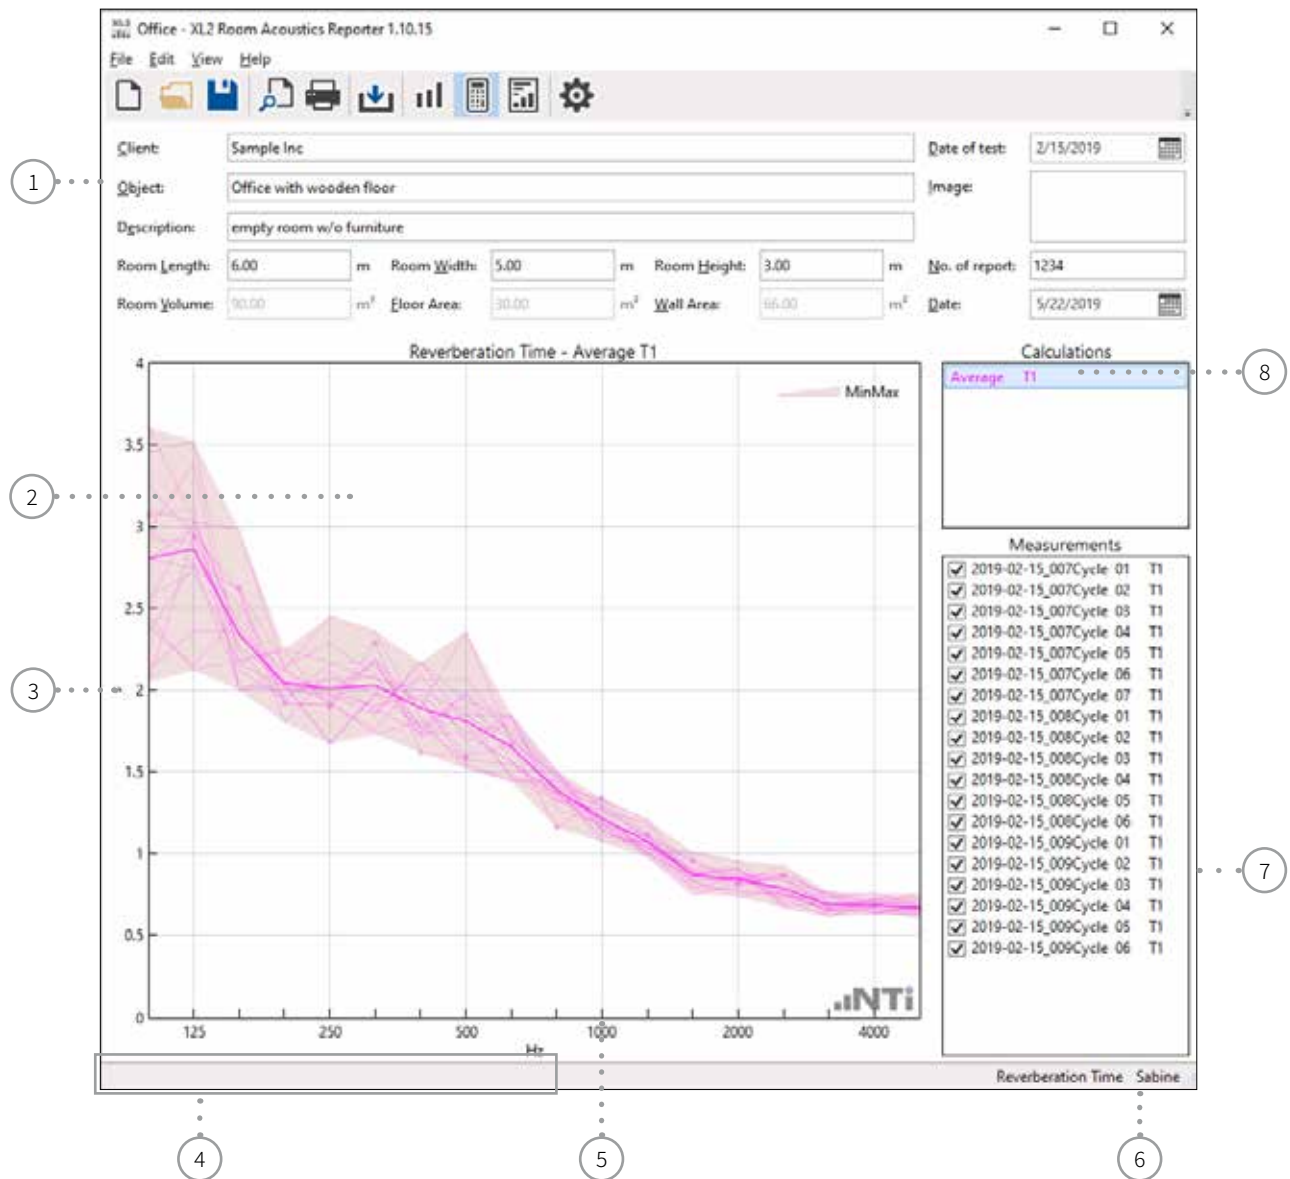 Office - XL2 Room Acoustics Reporter 1.10.15
File Edit View Help
Client: Sample Inc Date of test: 2/15/2019
1
Object: Office with wooden floor Image:
Description: empty room w/o furniture
Room Length: 6.00 m Room Width: 5.00 m Room Height: 3.00 m No. of report: 1234
Room Volume: 90.00 m³ Floor Area: 30.00 m² Wall Area: 66.00 m² Date: 5/22/2019
Reverberation Time - Average T1
Calculations
Average T1
8
MinMax
4
3.5
2
3
2.5
3
s 2
1.5
1
0.5
0
125 250 500 1000 2000 4000
Hz
NTi
Measurements
2019-02-15_007Cycle 01 T1
2019-02-15_007Cycle 02 T1
2019-02-15_007Cycle 03 T1
2019-02-15_007Cycle 04 T1
2019-02-15_007Cycle 05 T1
2019-02-15_007Cycle 06 T1
2019-02-15_007Cycle 07 T1
2019-02-15_008Cycle 01 T1
2019-02-15_008Cycle 02 T1
2019-02-15_008Cycle 03 T1
2019-02-15_008Cycle 04 T1
2019-02-15_008Cycle 05 T1
2019-02-15_008Cycle 06 T1
2019-02-15_009Cycle 01 T1
2019-02-15_009Cycle 02 T1
2019-02-15_009Cycle 03 T1
2019-02-15_009Cycle 04 T1
2019-02-15_009Cycle 05 T1
2019-02-15_009Cycle 06 T1
7
Reverberation Time Sabine
4
5
6